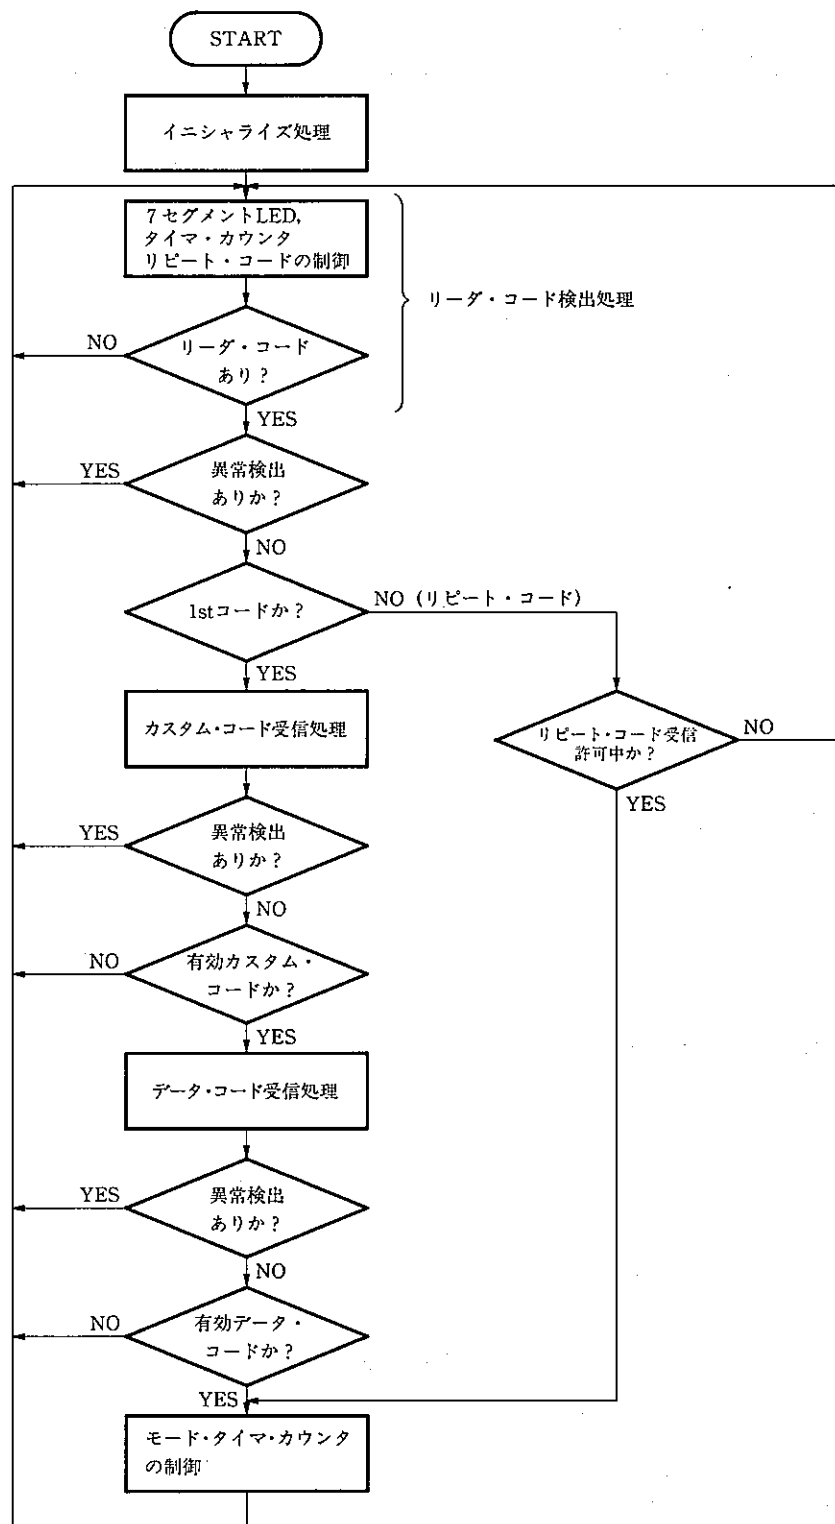 START
イニシャライズ処理
7セグメントLED,
タイマ・カウンタ
リピート・コードの制御
リーダ・コード検出処理
リーダ・コード
あり?
NO
YES
異常検出
ありか?
YES
NO
1stコードか?
NO (リピート・コード)
YES
カスタム・コード受信処理
リピート・コード受信
許可中か?
NO
YES
異常検出
ありか?
YES
NO
有効カスタム・
コードか?
NO
YES
データ・コード受信処理
異常検出
ありか?
YES
NO
有効データ・
コードか?
NO
YES
モード・タイマ・カウンタ
の制御